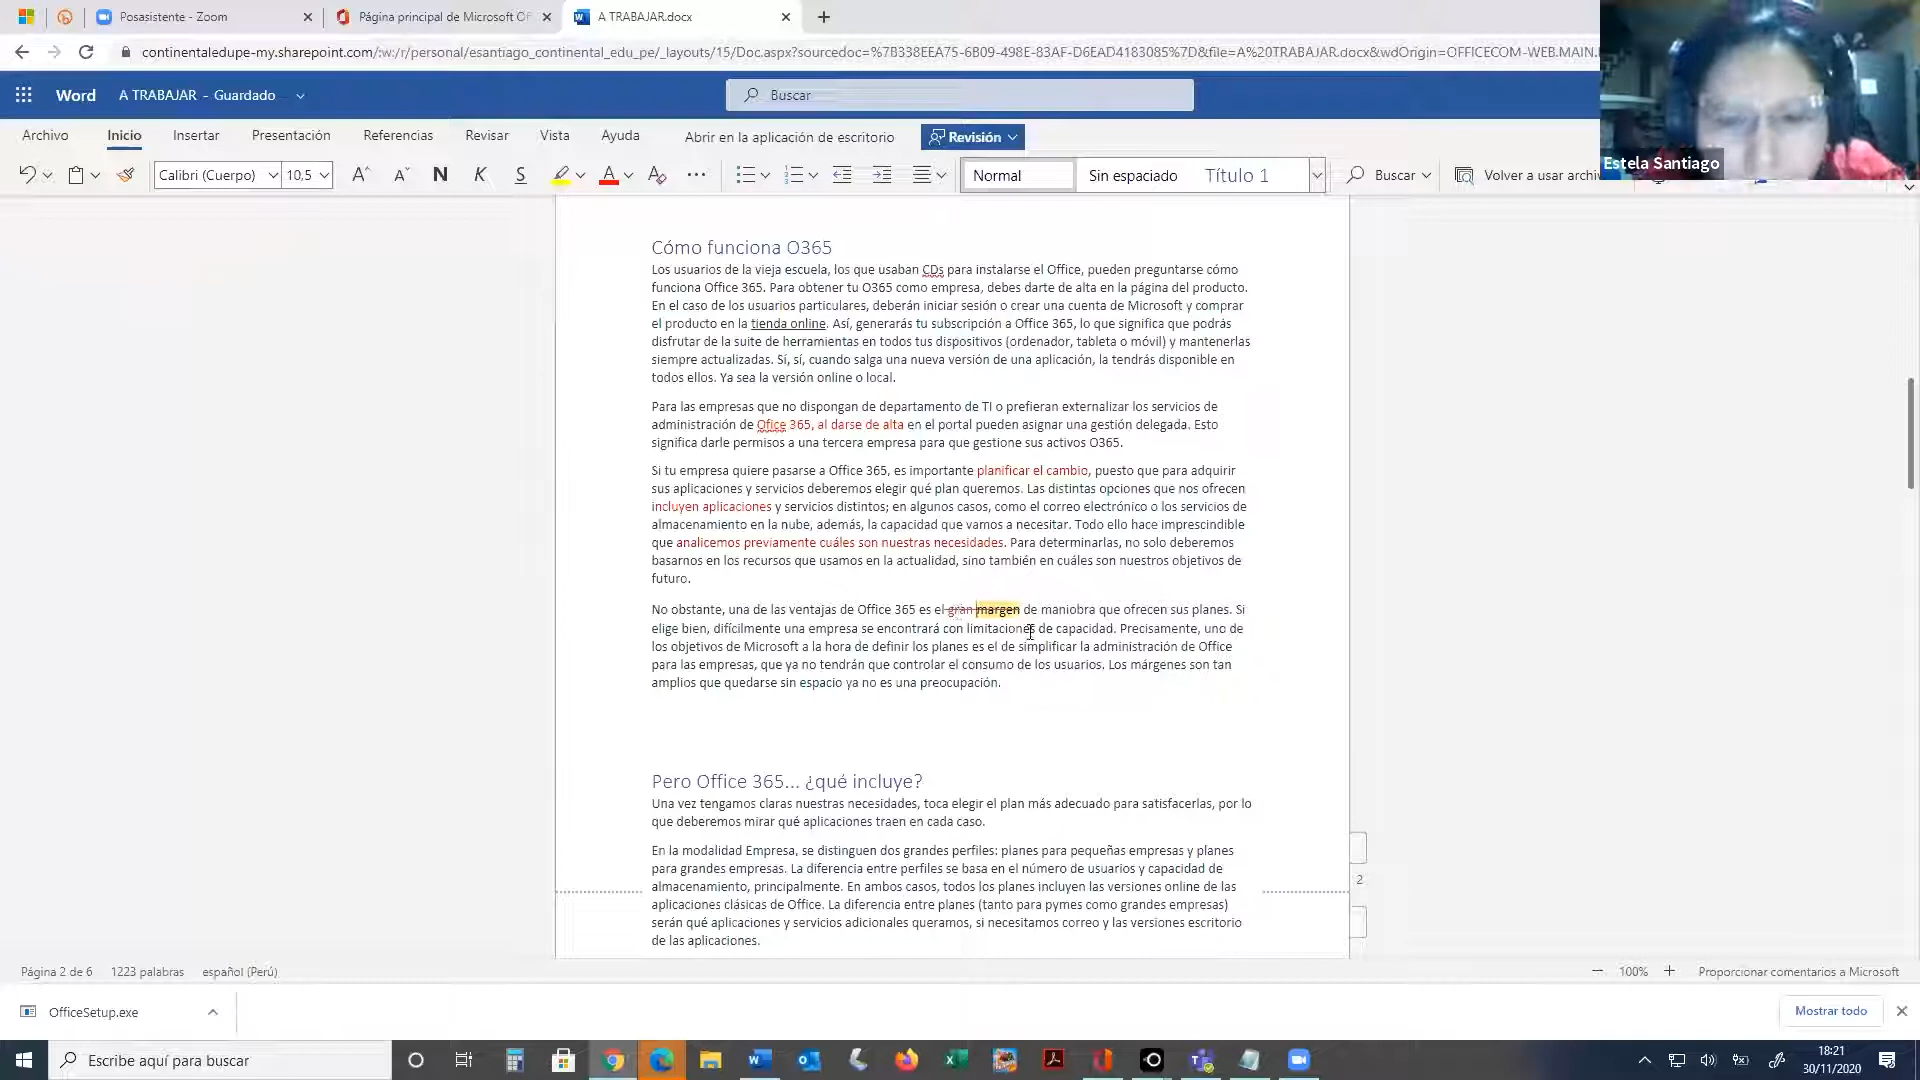 Posasistente - Zoom
Página principal de Microsoft Of
A TRABAJAR.docx
continentaledupe-my.sharepoint.com/:w:/r/personal/esantiago_continental_edu_pe/_layouts/15/Doc.aspx?sourcedoc=%7B338EEA75-6B09-498E-83AF-D6EAD4183085%7D&file=A%20TRABAJAR.docx&wdOrigin=OFFICECOM-WEB.MAIN.
Word
A TRABAJAR - Guardado
Buscar
Archivo
Inicio
Insertar
Presentación
Referencias
Revisar
Vista
Ayuda
Abrir en la aplicación de escritorio
Revisión
Estela Santiago
Calibri (Cuerpo)
10,5
A
A
N
K
S
A
A
Normal
Sin espaciado
Título 1
Buscar
Volver a usar archi
Cómo funciona O365
Los usuarios de la vieja escuela, los que usaban CDs para instalarse el Office, pueden preguntarse cómo
funciona Office 365. Para obtener tu O365 como empresa, debes darte de alta en la página del producto.
En el caso de los usuarios particulares, deberán iniciar sesión o crear una cuenta de Microsoft y comprar
el producto en la tienda online. Así, generarás tu subscripción a Office 365, lo que significa que podrás
disfrutar de la suite de herramientas en todos tus dispositivos (ordenador, tableta o móvil) y mantenerlas
siempre actualizadas. Sí, sí, cuando salga una nueva versión de una aplicación, la tendrás disponible en
todos ellos. Ya sea la versión online o local.
Para las empresas que no dispongan de departamento de TI o prefieran externalizar los servicios de
administración de Ofice 365, al darse de alta en el portal pueden asignar una gestión delegada. Esto
significa darle permisos a una tercera empresa para que gestione sus activos O365.
Si tu empresa quiere pasarse a Office 365, es importante planificar el cambio, puesto que para adquirir
sus aplicaciones y servicios deberemos elegir qué plan queremos. Las distintas opciones que nos ofrecen
incluyen aplicaciones y servicios distintos; en algunos casos, como el correo electrónico o los servicios de
almacenamiento en la nube, además, la capacidad que vamos a necesitar. Todo ello hace imprescindible
que analicemos previamente cuáles son nuestras necesidades. Para determinarlas, no solo deberemos
basarnos en los recursos que usamos en la actualidad, sino también en cuáles son nuestros objetivos de
futuro.
No obstante, una de las ventajas de Office 365 es el gran margen de maniobra que ofrecen sus planes. Si
elige bien, difícilmente una empresa se encontrará con limitaciones de capacidad. Precisamente, uno de
los objetivos de Microsoft a la hora de definir los planes es el de simplificar la administración de Office
para las empresas, que ya no tendrán que controlar el consumo de los usuarios. Los márgenes son tan
amplios que quedarse sin espacio ya no es una preocupación.
Pero Office 365... ¿qué incluye?
Una vez tengamos claras nuestras necesidades, toca elegir el plan más adecuado para satisfacerlas, por lo
que deberemos mirar qué aplicaciones traen en cada caso.
En la modalidad Empresa, se distinguen dos grandes perfiles: planes para pequeñas empresas y planes
para grandes empresas. La diferencia entre perfiles se basa en el número de usuarios y capacidad de
almacenamiento, principalmente. En ambos casos, todos los planes incluyen las versiones online de las
aplicaciones clásicas de Office. La diferencia entre planes (tanto para pymes como grandes empresas)
serán qué aplicaciones y servicios adicionales queramos, si necesitamos correo y las versiones escritorio
de las aplicaciones.
2
Página 2 de 6
1223 palabras
español (Perú)
100%
Proporcionar comentarios a Microsoft
OfficeSetup.exe
Mostrar todo
Escribe aquí para buscar
18:21
30/11/2020